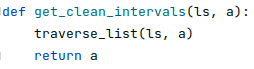 def get_clean_intervals(ls, a):
    traverse_list(ls, a)
    return a